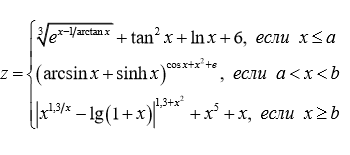 z = { ∛(e^(x−1/arctan x)) + tan² x + ln x + 6, если x ≤ a
(arcsin x + sinh x)^(cos x + x² + e), если a < x < b
|x^(1,3/x) − lg(1 + x)|^(1,3+x²) + x⁵ + x, если x ≥ b